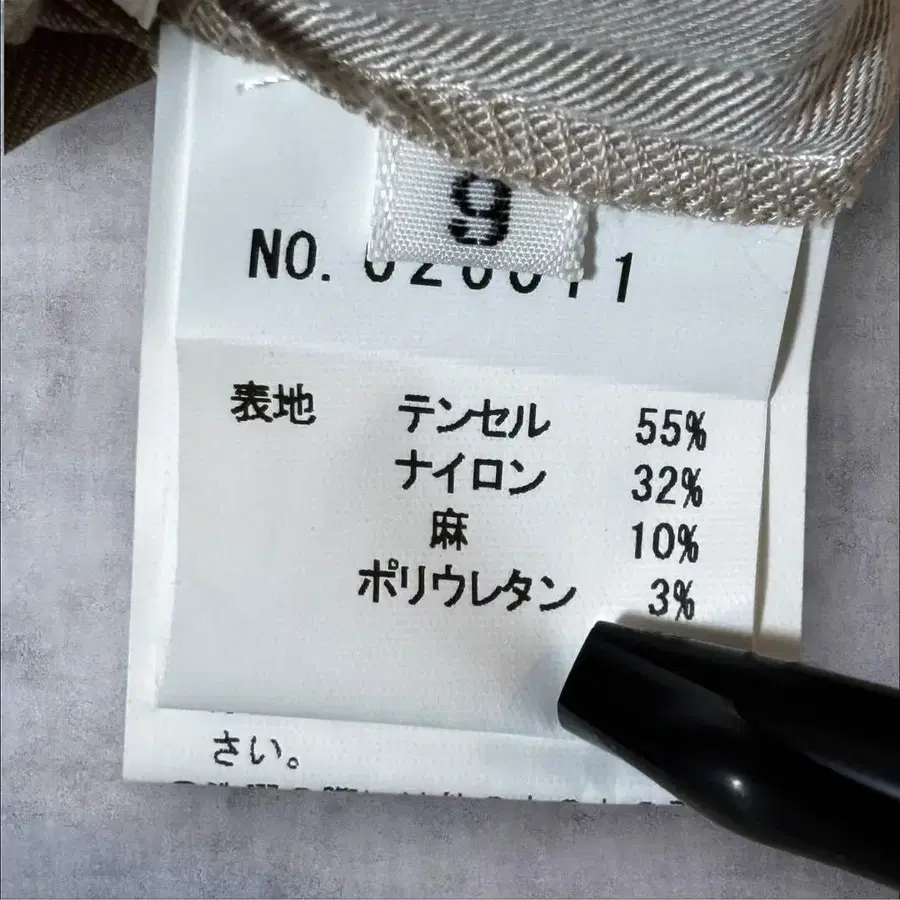 9
NO.
表地 テンセル 55%
ナイロン 32%
麻 10%
ポリウレタン 3%
さい。